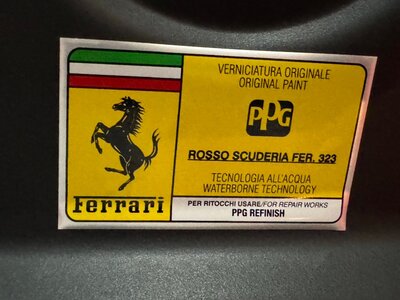 VERNICIATURA ORIGINALE
ORIGINAL PAINT
PPG
ROSSO SCUDERIA FER. 323
TECNOLOGIA ALL'ACQUA
WATERBORNE TECHNOLOGY
Ferrari
PER RITOCCHI USARE/FOR REPAIR WORKS
PPG REFINISH